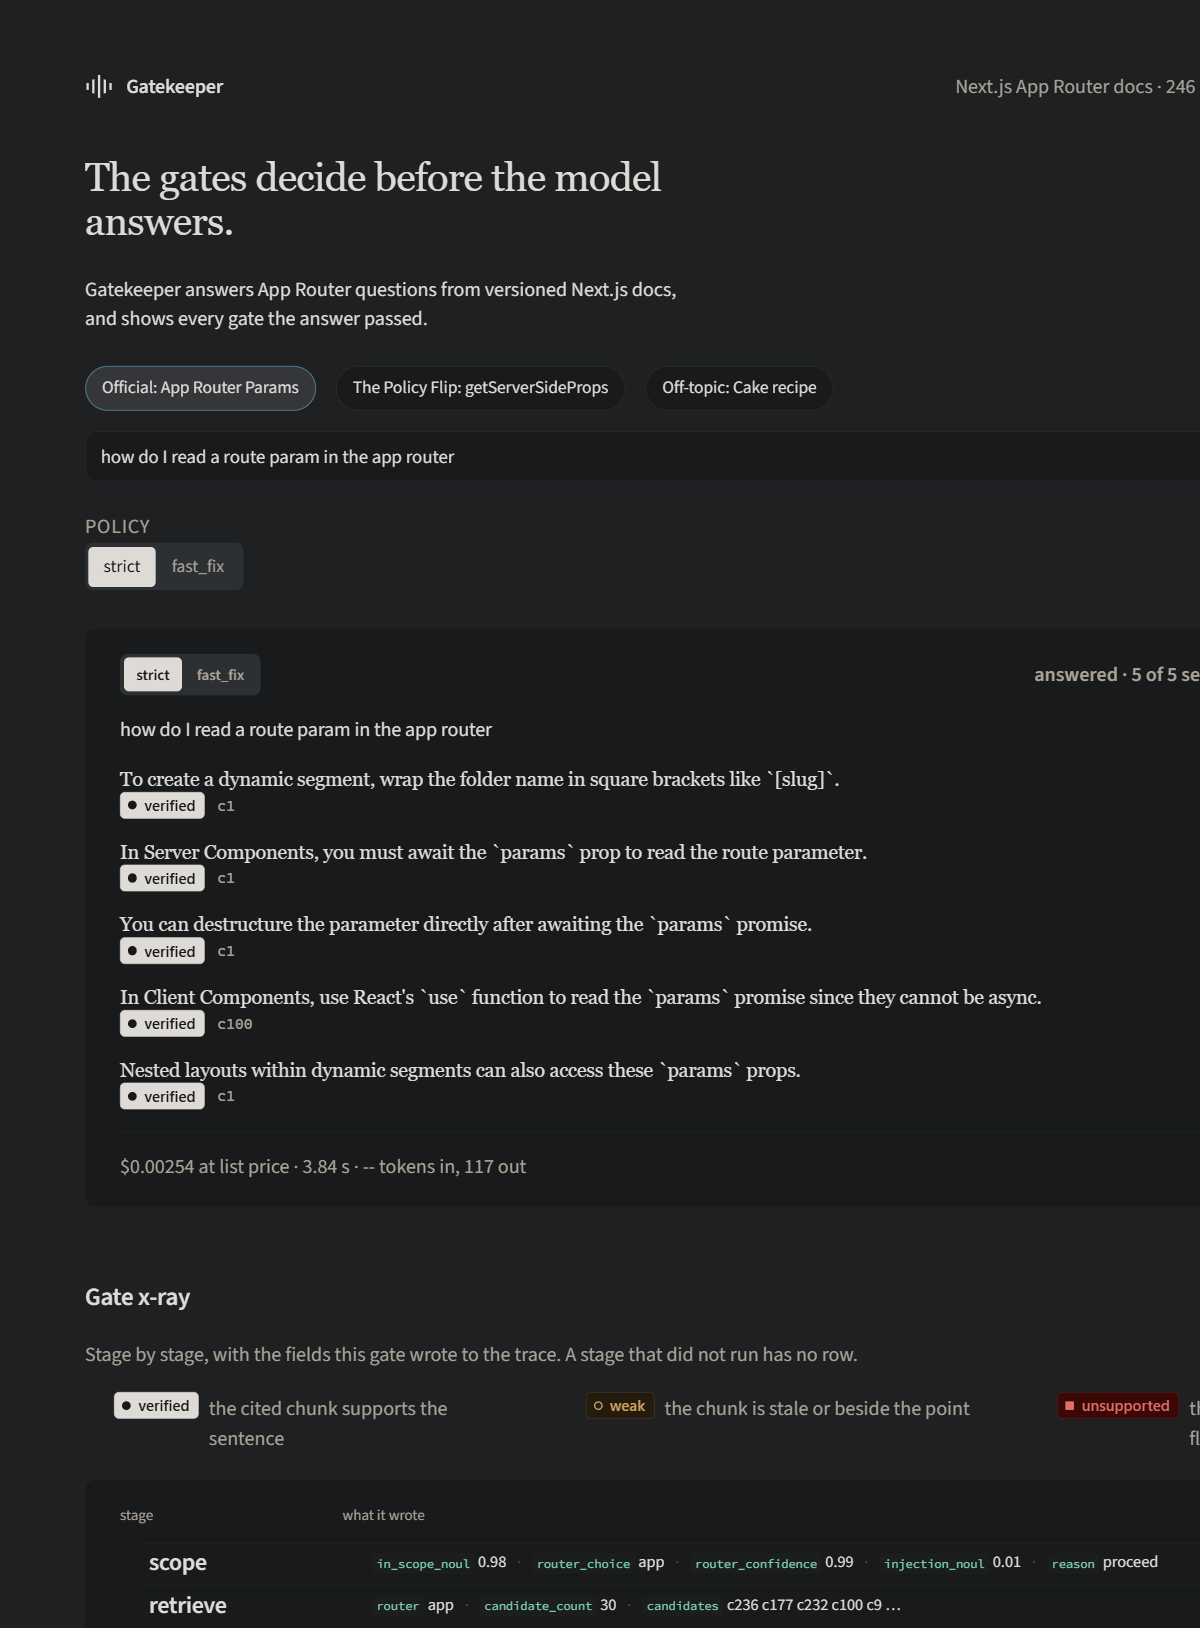 Gatekeeper
Next.js App Router docs · 246
The gates decide before the model
answers.
Gatekeeper answers App Router questions from versioned Next.js docs,
and shows every gate the answer passed.
Official: App Router Params
The Policy Flip: getServerSideProps
Off-topic: Cake recipe
how do I read a route param in the app router
POLICY
strict
fast_fix
strict
fast_fix
answered · 5 of 5 se
how do I read a route param in the app router
To create a dynamic segment, wrap the folder name in square brackets like `[slug]`.
verified c1
In Server Components, you must await the `params` prop to read the route parameter.
verified c1
You can destructure the parameter directly after awaiting the `params` promise.
verified c1
In Client Components, use React's `use` function to read the `params` promise since they cannot be async.
verified c100
Nested layouts within dynamic segments can also access these `params` props.
verified c1
$0.00254 at list price · 3.84 s · -- tokens in, 117 out
Gate x-ray
Stage by stage, with the fields this gate wrote to the trace. A stage that did not run has no row.
verified the cited chunk supports the
sentence
weak the chunk is stale or beside the point
unsupported th
fl
stage what it wrote
scope in_scope_noul 0.98 · router_choice app · router_confidence 0.99 · injection_noul 0.01 · reason proceed
retrieve router app · candidate_count 30 · candidates c236 c177 c232 c100 c9 …